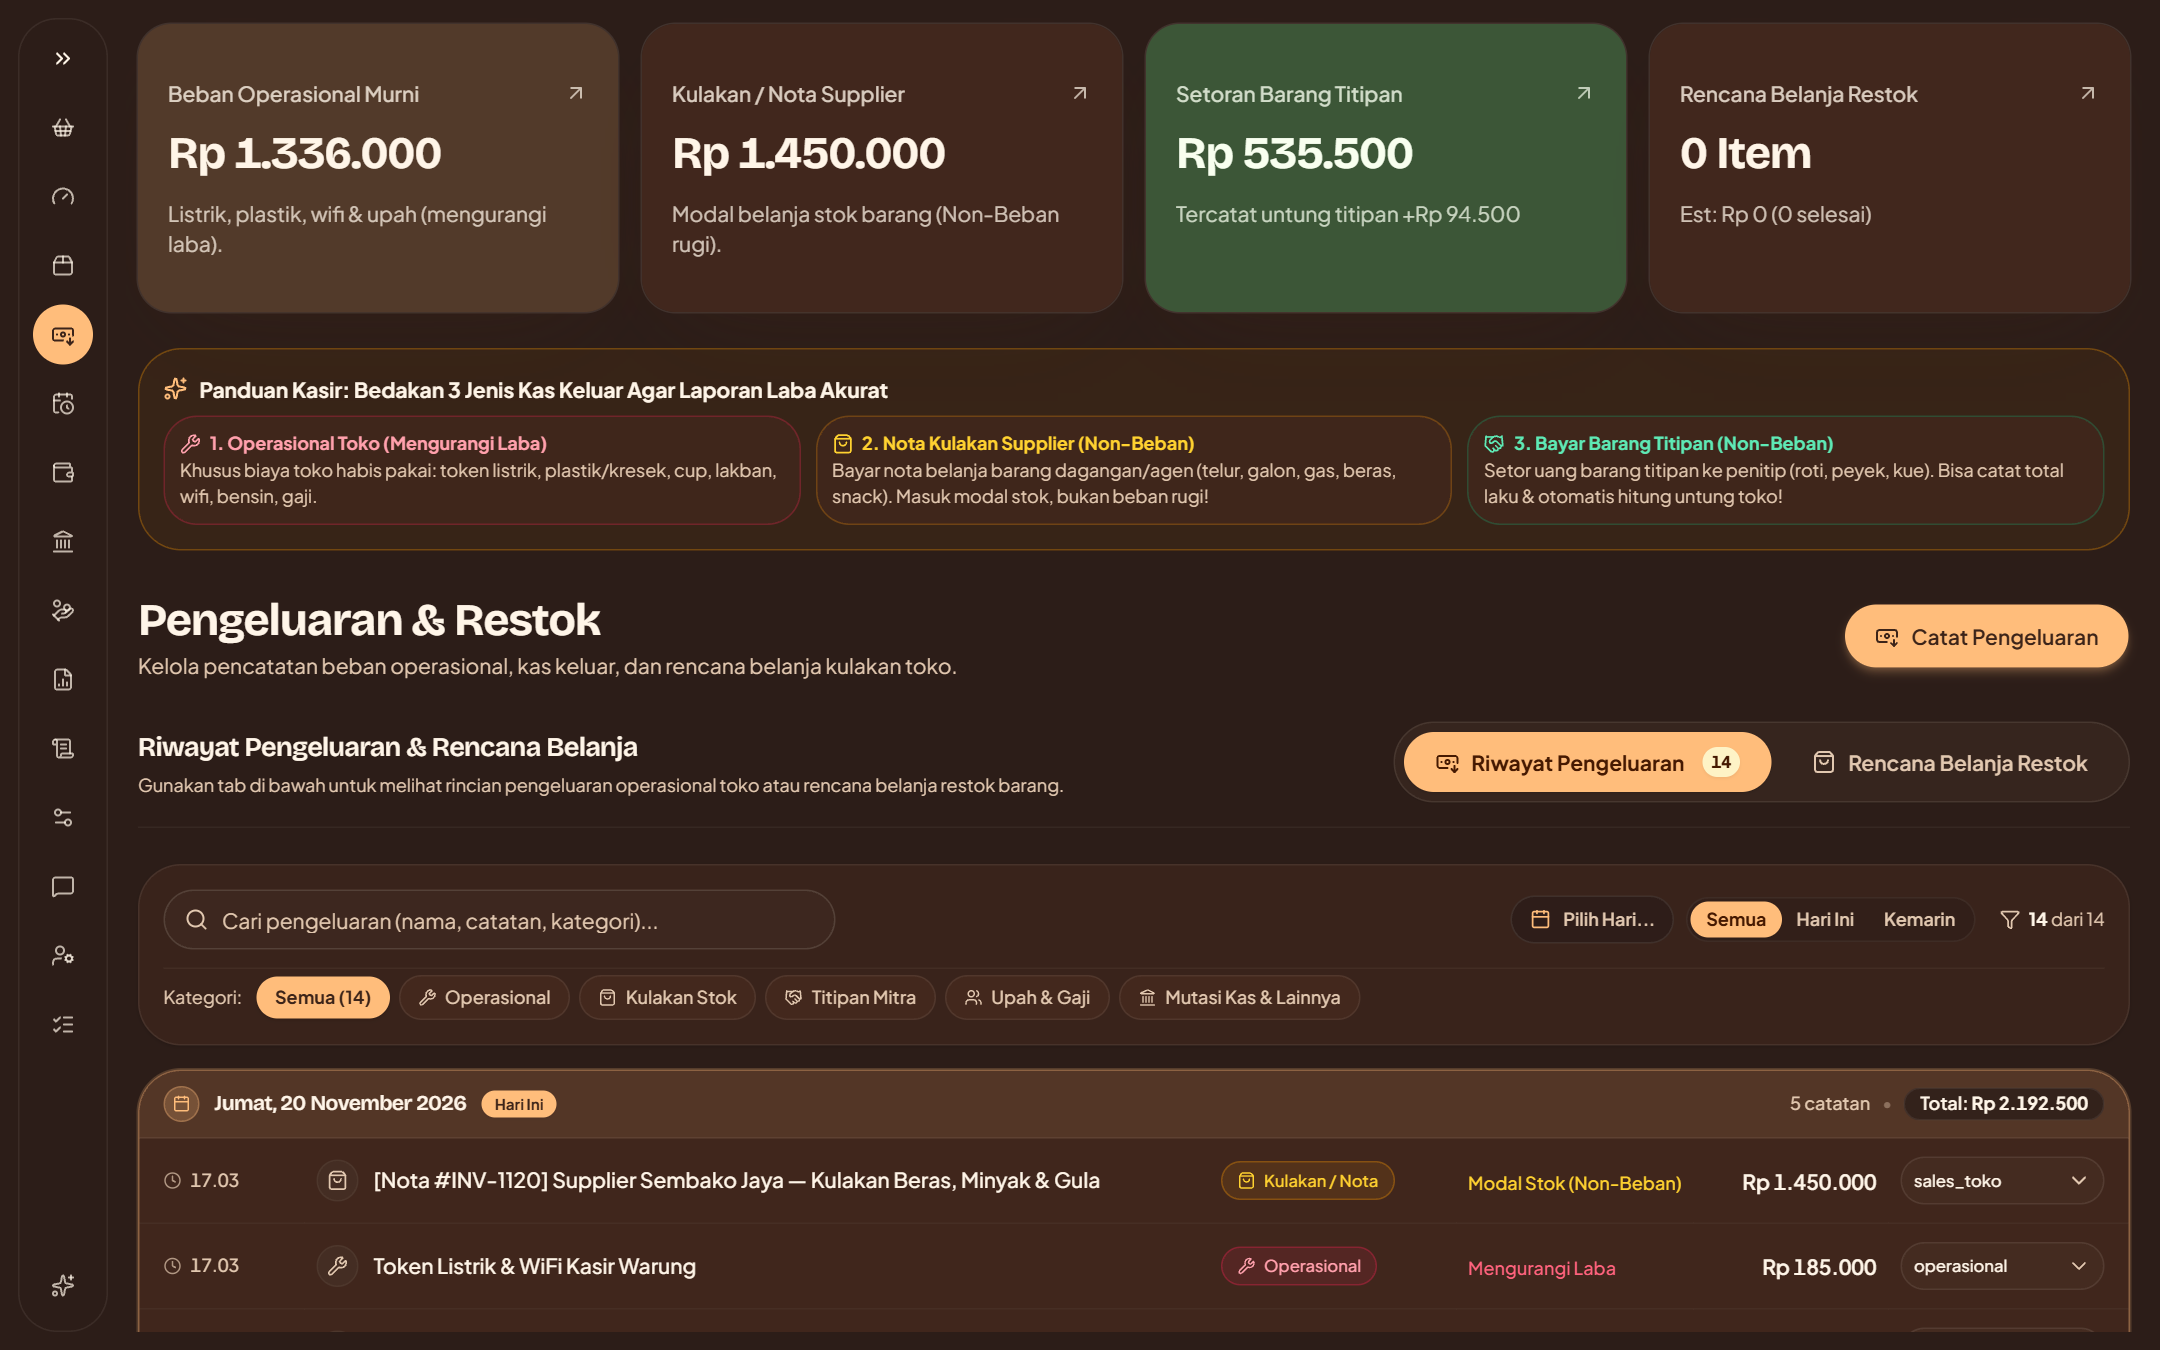 Beban Operasional Murni
Rp 1.336.000
Listrik, plastik, wifi & upah (mengurangi
laba).
Kulakan / Nota Supplier
Rp 1.450.000
Modal belanja stok barang (Non-Beban
rugi).
Setoran Barang Titipan
Rp 535.500
Tercatat untung titipan +Rp 94.500
Rencana Belanja Restok
0 Item
Est: Rp 0 (0 selesai)
Panduan Kasir: Bedakan 3 Jenis Kas Keluar Agar Laporan Laba Akurat
1. Operasional Toko (Mengurangi Laba)
Khusus biaya toko habis pakai: token listrik, plastik/kresek, cup, lakban,
wifi, bensin, gaji.
2. Nota Kulakan Supplier (Non-Beban)
Bayar nota belanja barang dagangan/agen (telur, galon, gas, beras,
snack). Masuk modal stok, bukan beban rugi!
3. Bayar Barang Titipan (Non-Beban)
Setor uang barang titipan ke penitip (roti, peyek, kue). Bisa catat total
laku & otomatis hitung untung toko!
Pengeluaran & Restok
Kelola pencatatan beban operasional, kas keluar, dan rencana belanja kulakan toko.
Catat Pengeluaran
Riwayat Pengeluaran & Rencana Belanja
Gunakan tab di bawah untuk melihat rincian pengeluaran operasional toko atau rencana belanja restok barang.
Riwayat Pengeluaran 14
Rencana Belanja Restok
Cari pengeluaran (nama, catatan, kategori)...
Pilih Hari...
Semua Hari Ini Kemarin
14 dari 14
Kategori: Semua (14) Operasional Kulakan Stok Titipan Mitra Upah & Gaji Mutasi Kas & Lainnya
Jumat, 20 November 2026 Hari Ini 5 catatan • Total: Rp 2.192.500
17.03 [Nota #INV-1120] Supplier Sembako Jaya — Kulakan Beras, Minyak & Gula Kulakan / Nota Modal Stok (Non-Beban) Rp 1.450.000 sales_toko
17.03 Token Listrik & WiFi Kasir Warung Operasional Mengurangi Laba Rp 185.000 operasional